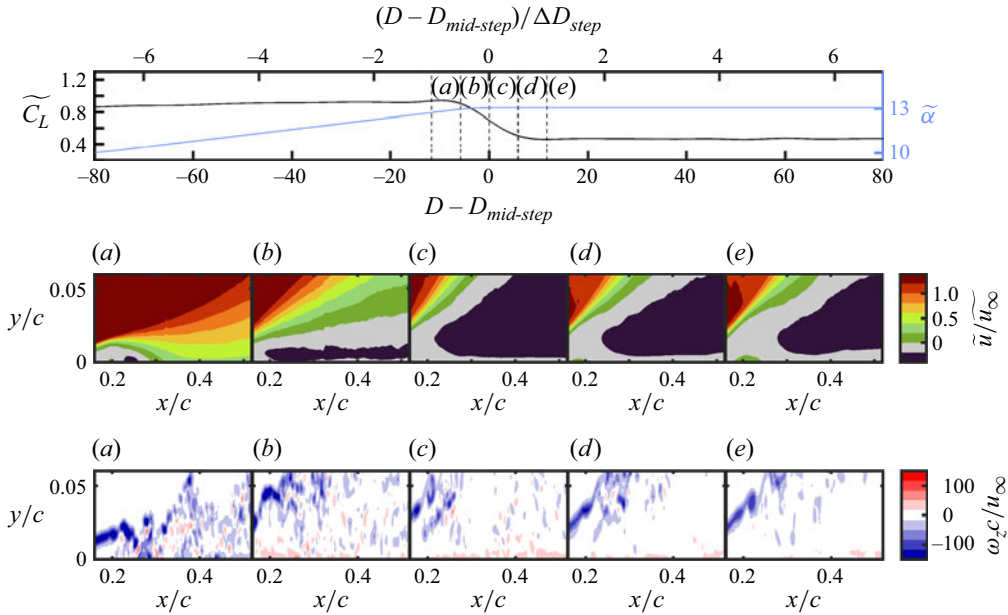 (D – D_mid-step)/ΔD_step
–6 –4 –2 0 2 4 6
1.2
0.8
0.4
C̃_L
(a) (b) (c) (d) (e)
13
10
α̃
–80 –60 –40 –20 0 20 40 60 80
D – D_mid-step
(a) (b) (c) (d) (e)
0.05
y/c
0
1.0
0.5
0
ũ/ũ_∞
0.2 0.4 0.2 0.4 0.2 0.4 0.2 0.4 0.2 0.4
x/c x/c x/c x/c x/c
(a) (b) (c) (d) (e)
0.05
y/c
0
100
0
–100
ω_z c/u_∞
0.2 0.4 0.2 0.4 0.2 0.4 0.2 0.4 0.2 0.4
x/c x/c x/c x/c x/c